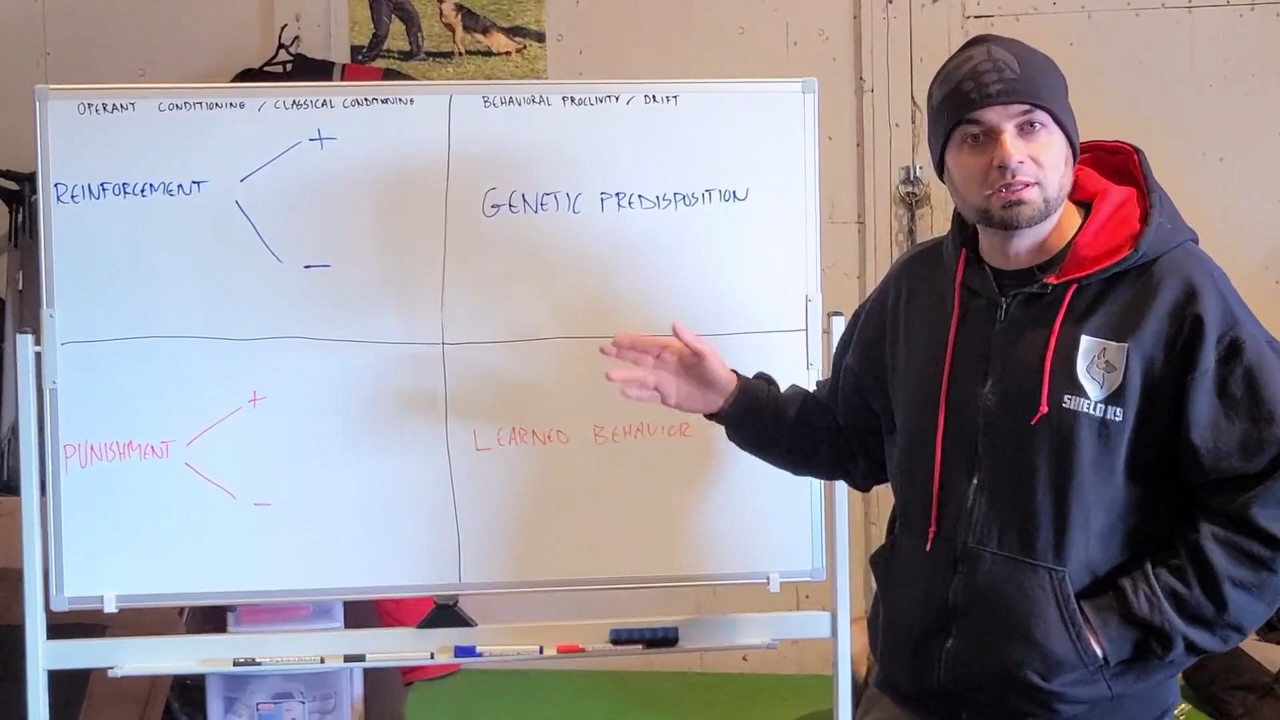 OPERANT CONDITIONING / CLASSICAL CONDITIONING
BEHAVIORAL PROCLIVITY / DRIFT
REINFORCEMENT
+
-
GENETIC PREDISPOSITION
PUNISHMENT
+
-
LEARNED BEHAVIOR
SHIELD K9